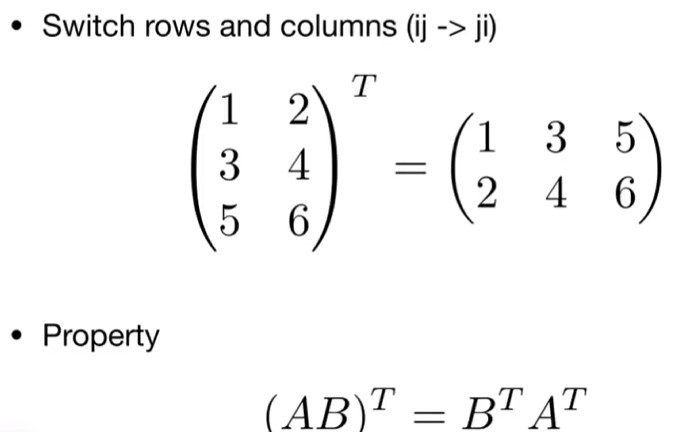 • Switch rows and columns (ij -> ji)
1 2 T
3 4 = 1 3 5
5 6 2 4 6
• Property
(AB)^T = B^T A^T